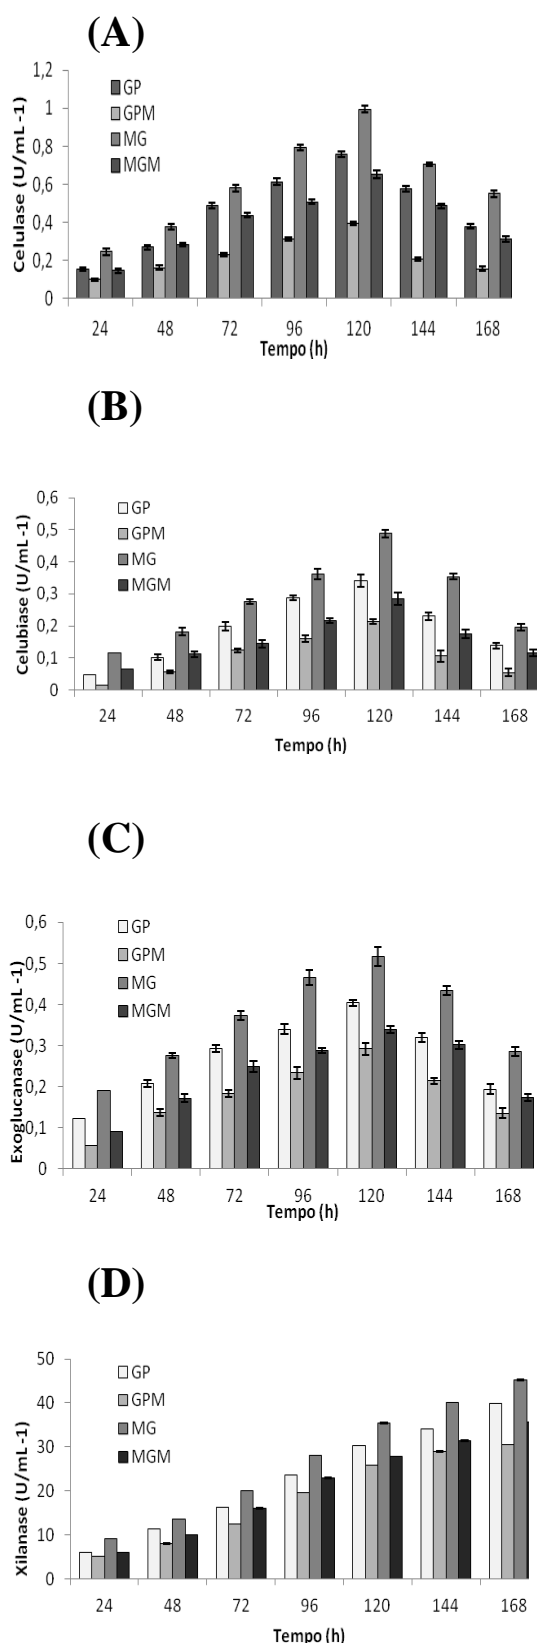 (A)
Celulase (U/mL-1)
1,2
1
0,8
0,6
0,4
0,2
0
GP
GPM
MG
MGM
24 48 72 96 120 144 168
Tempo (h)
(B)
Celubiase (U/mL-1)
0,6
0,5
0,4
0,3
0,2
0,1
0
GP
GPM
MG
MGM
24 48 72 96 120 144 168
Tempo (h)
(C)
Exoglucanase (U/mL-1)
0,6
0,5
0,4
0,3
0,2
0,1
0
GP
GPM
MG
MGM
24 48 72 96 120 144 168
Tempo (h)
(D)
Xilanase (U/mL-1)
50
40
30
20
10
0
GP
GPM
MG
MGM
24 48 72 96 120 144 168
Tempo (h)